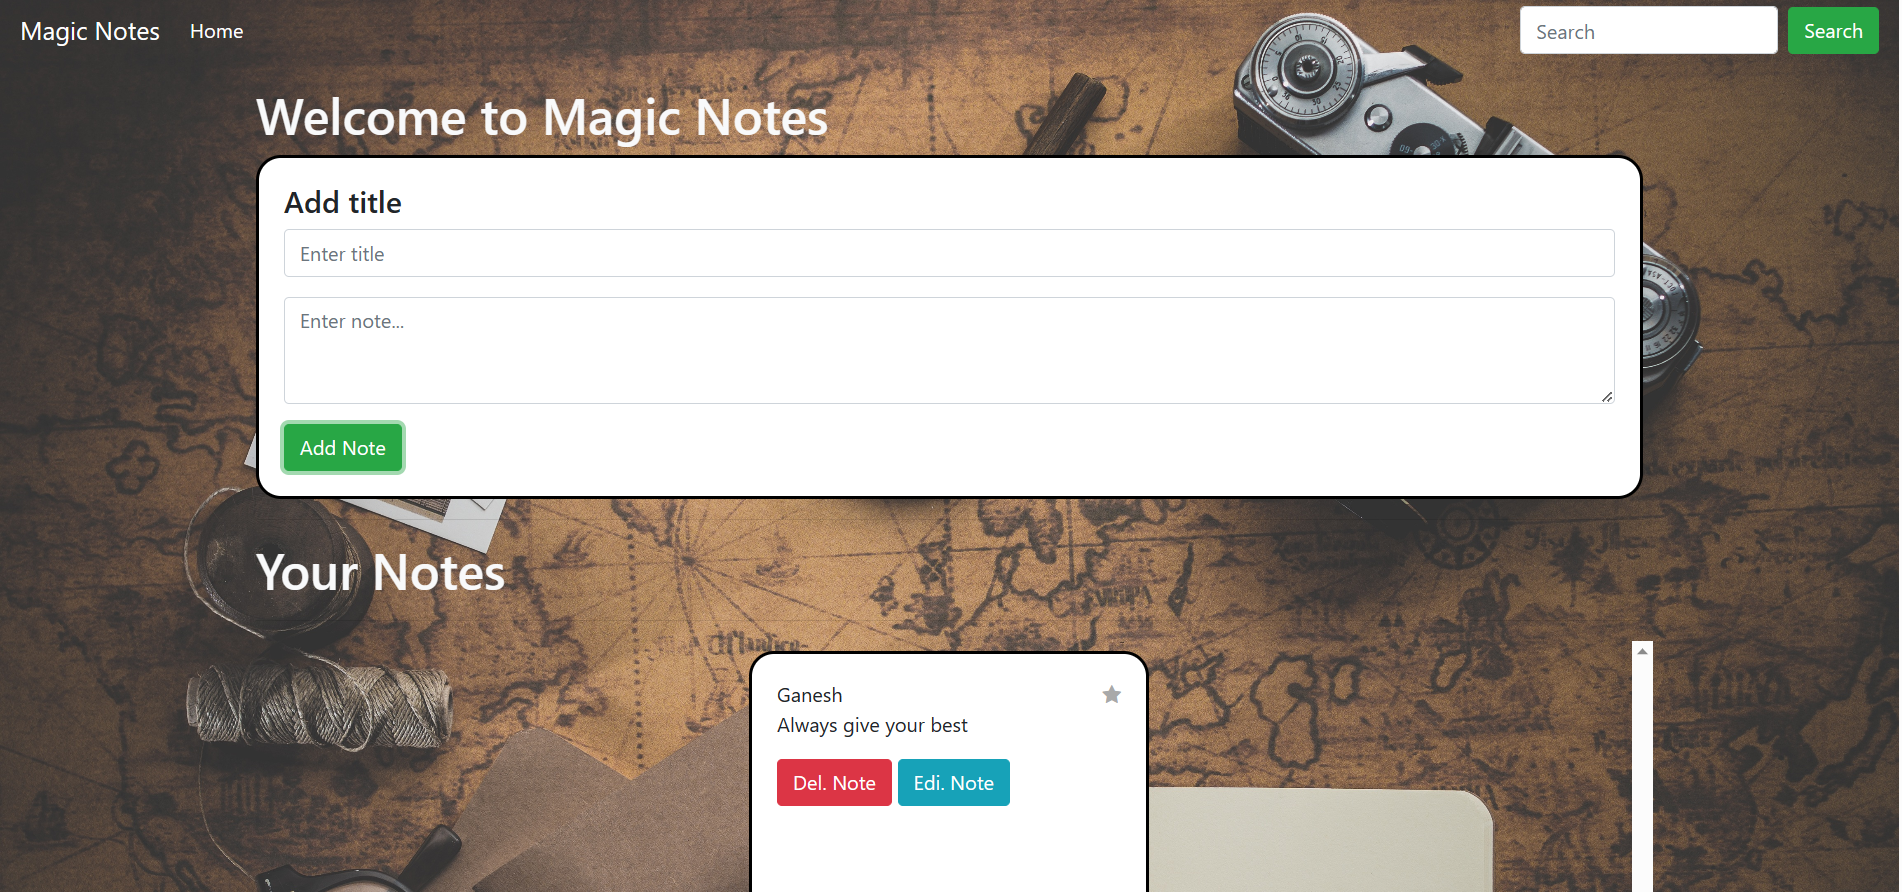 Magic Notes Home Search Search
Welcome to Magic Notes
Add title
Enter title
Enter note...
Add Note
Your Notes
Ganesh
Always give your best
Del. Note Edi. Note